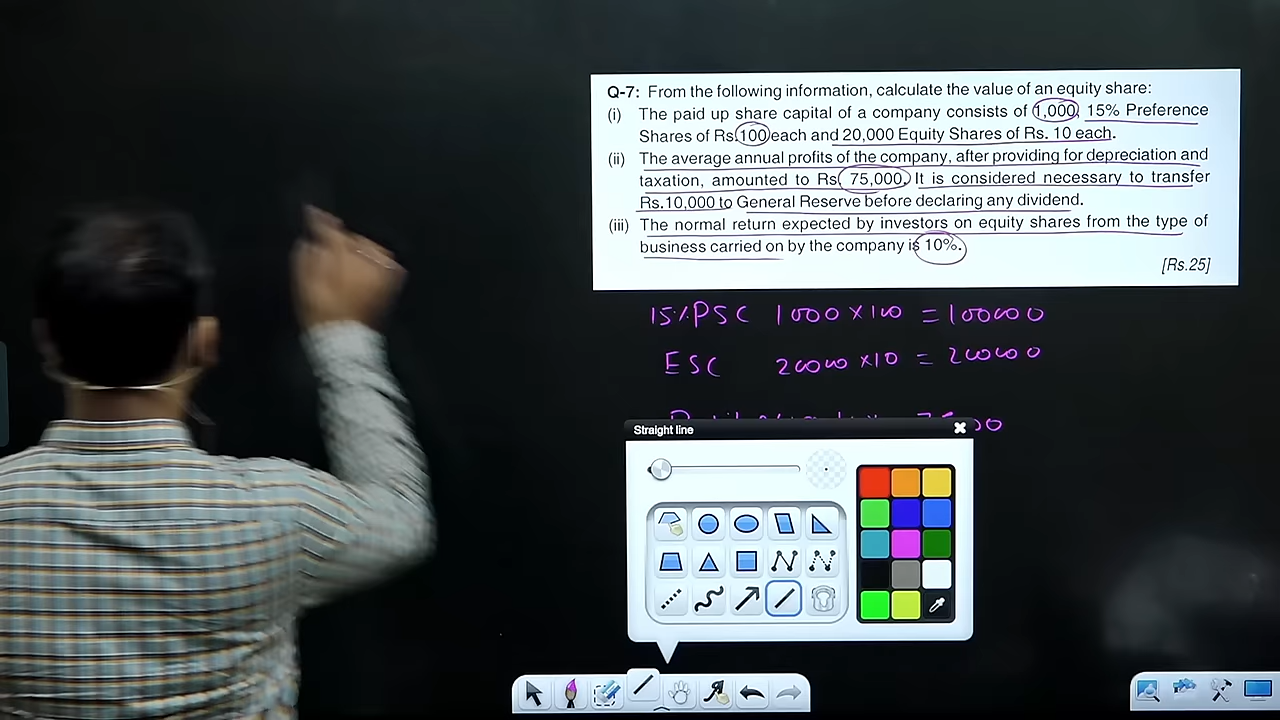 Q-7: From the following information, calculate the value of an equity share:
(i) The paid up share capital of a company consists of 1,000, 15% Preference
Shares of Rs.100 each and 20,000 Equity Shares of Rs. 10 each.
(ii) The average annual profits of the company, after providing for depreciation and
taxation, amounted to Rs 75,000. It is considered necessary to transfer
Rs.10,000 to General Reserve before declaring any dividend.
(iii) The normal return expected by investors on equity shares from the type of
business carried on by the company is 10%.
[Rs.25]
15% PSC 1000 × 100 = 100000
ESC 20000 × 10 = 200000
Straight line